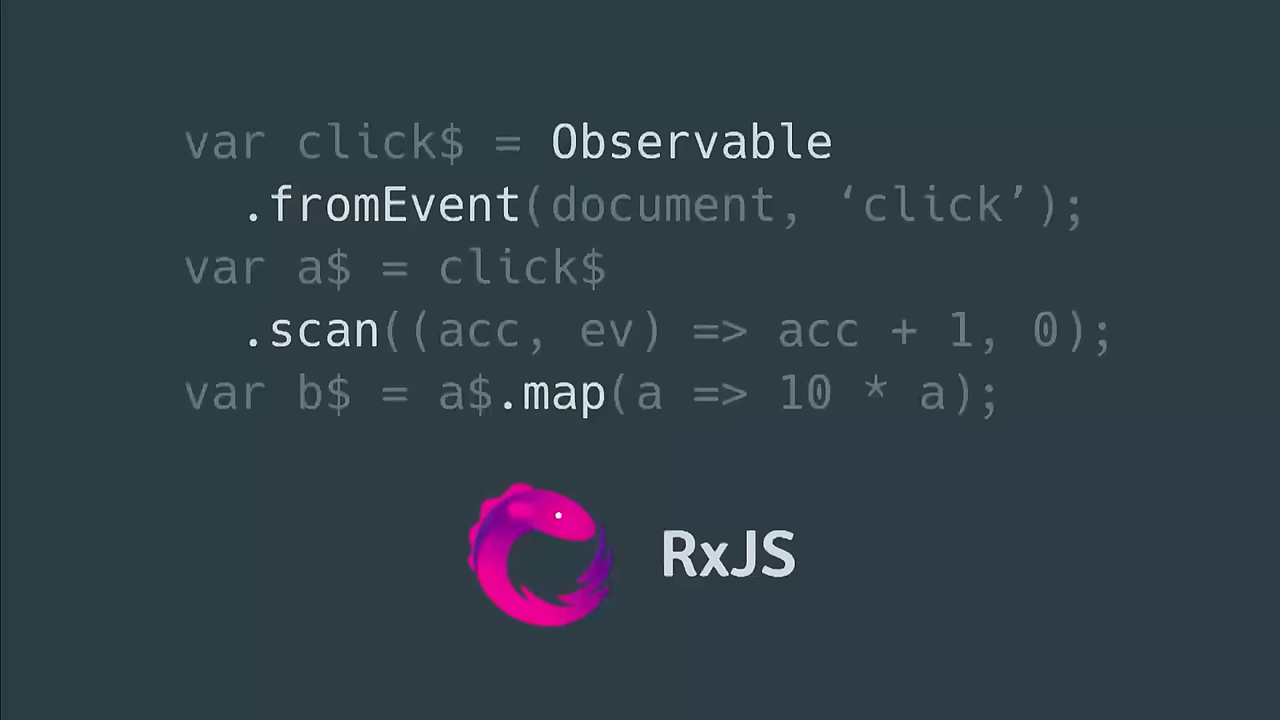 var click$ = Observable
.fromEvent(document, ‘click’);
var a$ = click$
.scan((acc, ev) => acc + 1, 0);
var b$ = a$.map(a => 10 * a);
RxJS